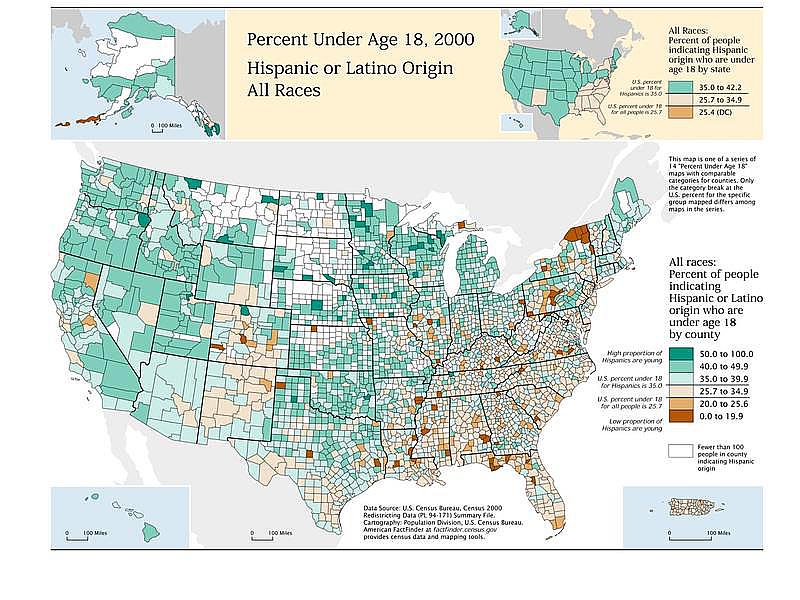 Percent Under Age 18, 2000
Hispanic or Latino Origin
All Races
0 100 Miles
All Races:
Percent of people
indicating Hispanic
origin who are under
age 18 by state
U.S. percent
under 18 for
Hispanics is 35.0
U.S. percent under 18
for all people is 25.7
35.0 to 42.2
25.7 to 34.9
25.4 (DC)
This map is one of a series of
14 "Percent Under Age 18"
maps with comparable
categories for counties. Only
the category break at the
U.S. percent for the specific
group mapped differs among
maps in the series.
All races:
Percent of people
indicating
Hispanic or Latino
origin who are
under age 18
by county
High proportion of
Hispanics are young
U.S. percent under 18
for Hispanics is 35.0
U.S. percent under 18
for all people is 25.7
Low proportion of
Hispanics are young
50.0 to 100.0
40.0 to 49.9
35.0 to 39.9
25.7 to 34.9
20.0 to 25.6
0.0 to 19.9
Fewer than 100
people in county
indicating Hispanic
origin
Data Source: U.S. Census Bureau, Census 2000
Redistricting Data (PL 94-171) Summary File.
Cartography: Population Division, U.S. Census Bureau.
American FactFinder at factfinder.census.gov
provides census data and mapping tools.
0 100 Miles
0 100 Miles
0 100 Miles